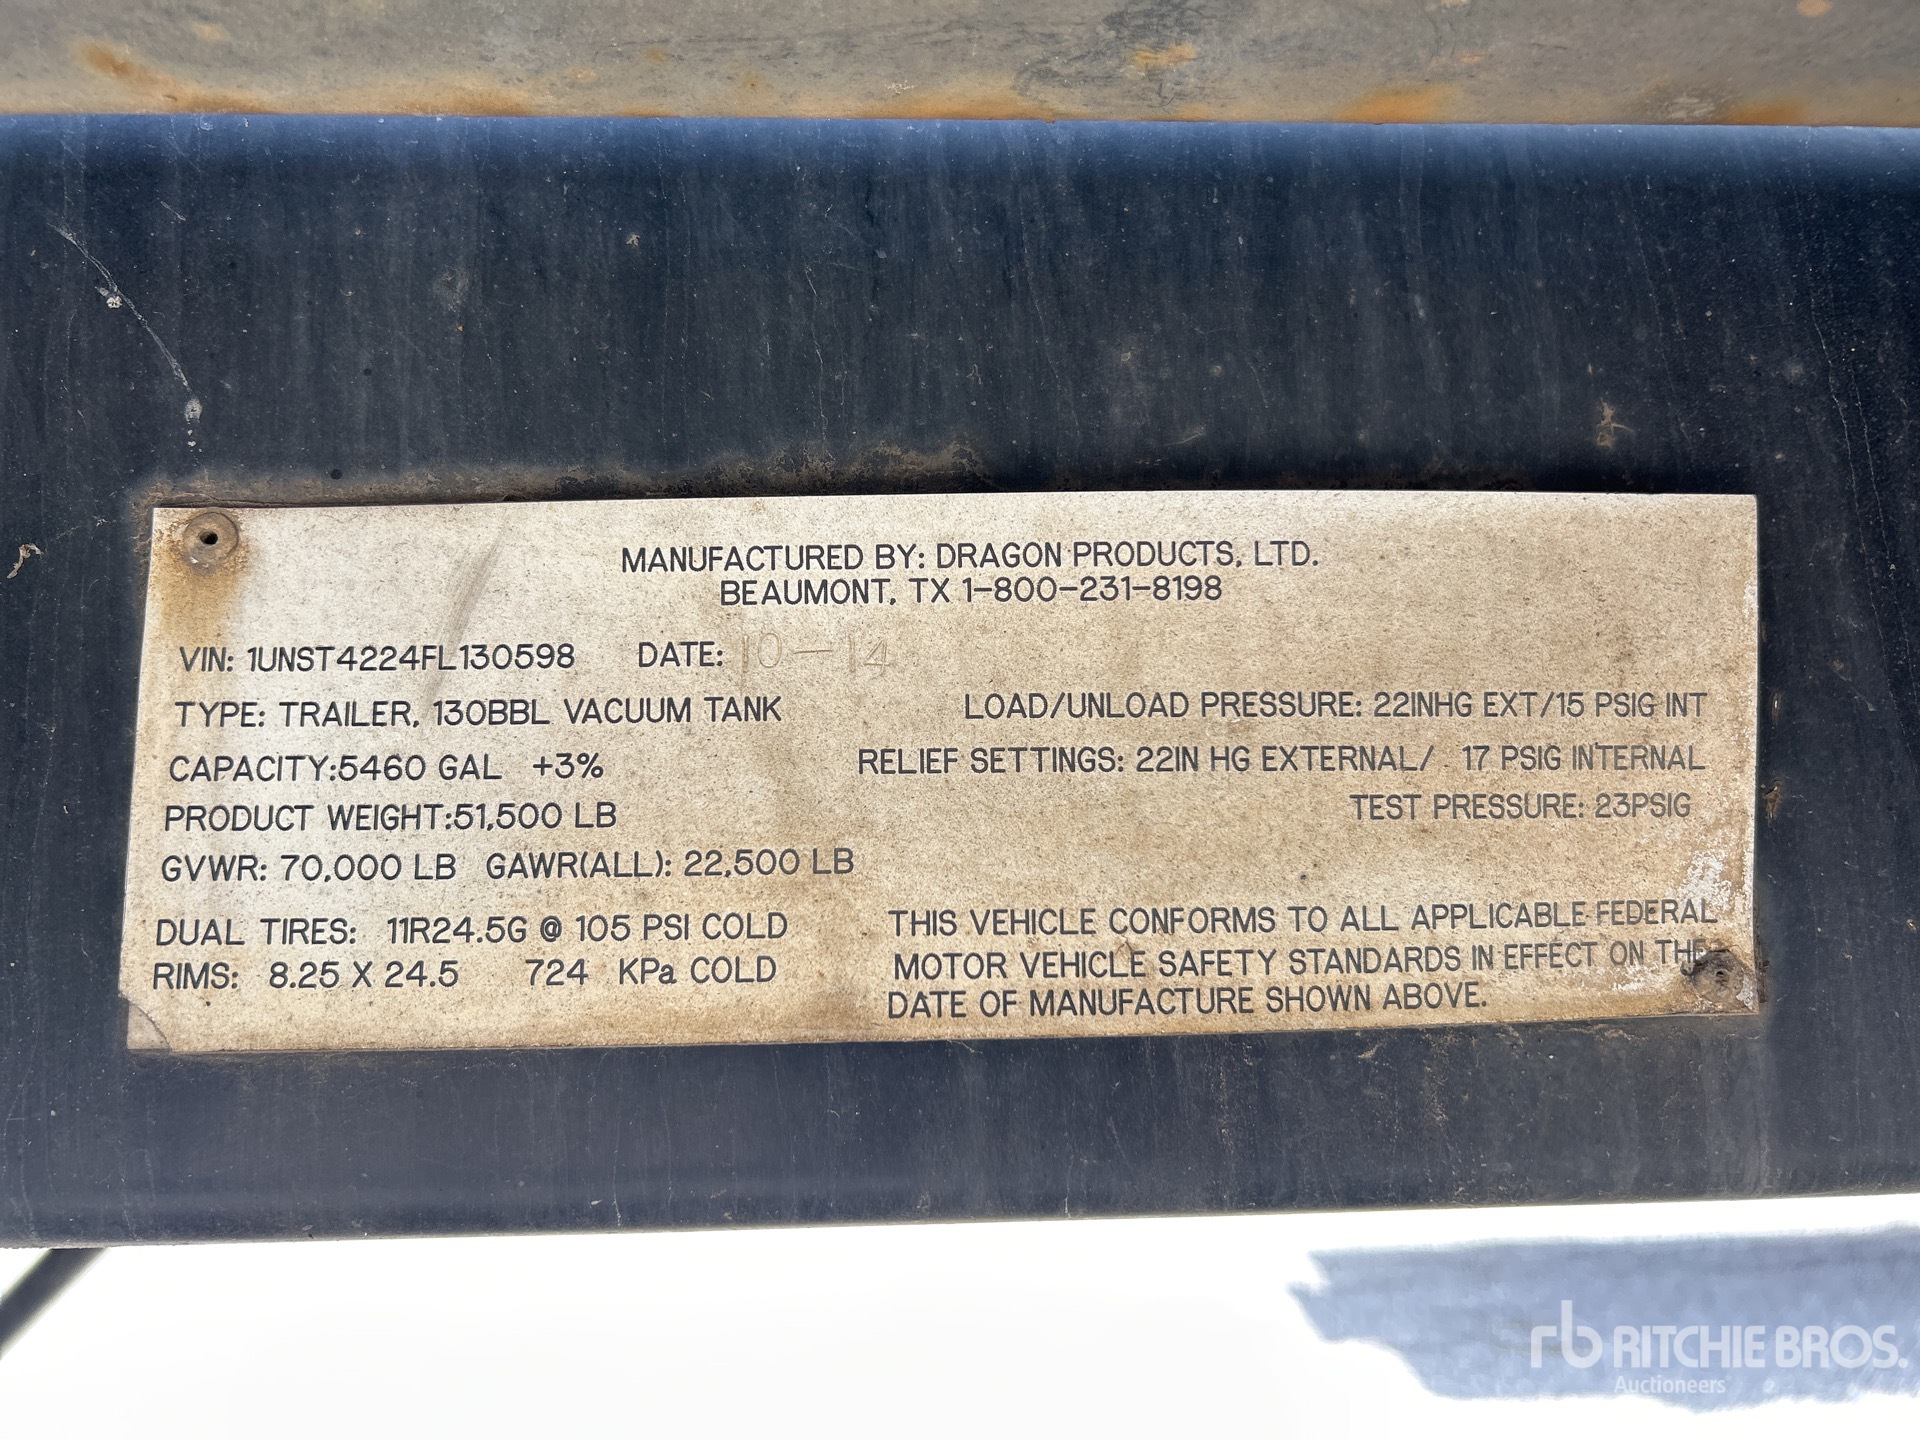 MANUFACTURED BY: DRAGON PRODUCTS, LTD.
BEAUMONT, TX 1-800-231-8198
VIN: 1UNST4224FL130598 DATE: 10-14
TYPE: TRAILER, 130BBL VACUUM TANK
LOAD/UNLOAD PRESSURE: 22INHG EXT/15 PSIG INT
CAPACITY:5460 GAL +3%
RELIEF SETTINGS: 22IN HG EXTERNAL/ 17 PSIG INTERNAL
PRODUCT WEIGHT:51,500 LB
TEST PRESSURE: 23PSIG
GVWR: 70,000 LB GAWR(ALL): 22,500 LB
DUAL TIRES: 11R24.5G @ 105 PSI COLD
RIMS: 8.25 X 24.5 724 KPa COLD
THIS VEHICLE CONFORMS TO ALL APPLICABLE FEDERAL
MOTOR VEHICLE SAFETY STANDARDS IN EFFECT ON THE
DATE OF MANUFACTURE SHOWN ABOVE.
rb RITCHIE BROS.
Auctioneers